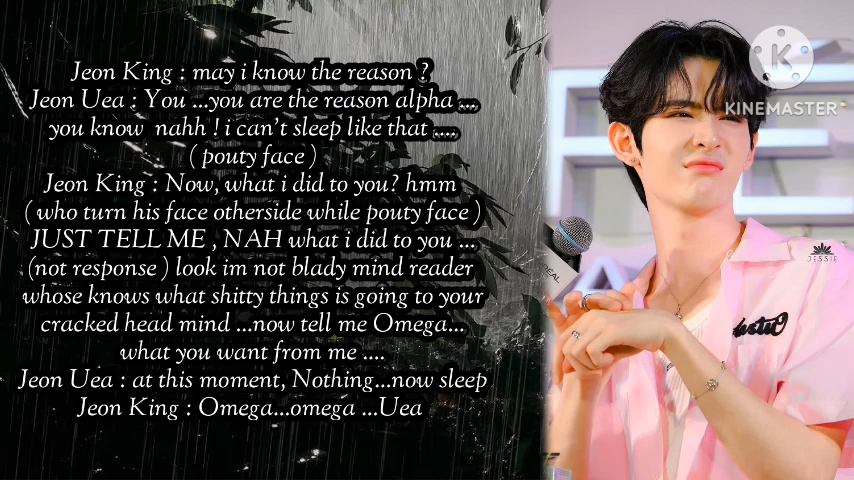 Jeon King : may i know the reason ?
Jeon Uea : You ...you are the reason alpha ...
you know nahh ! i can't sleep like that ....
( pouty face )
Jeon King : Now, what i did to you? hmm
( who turn his face otherside while pouty face )
JUST TELL ME , NAH what i did to you ...
(not response ) look im not blady mind reader
whose knows what shitty things is going to your
cracked head mind ...now tell me Omega...
what you want from me ....
Jeon Uea : at this moment, Nothing...now sleep
Jeon King : Omega...omega ...Uea
K
KINEMASTER
JESSIE